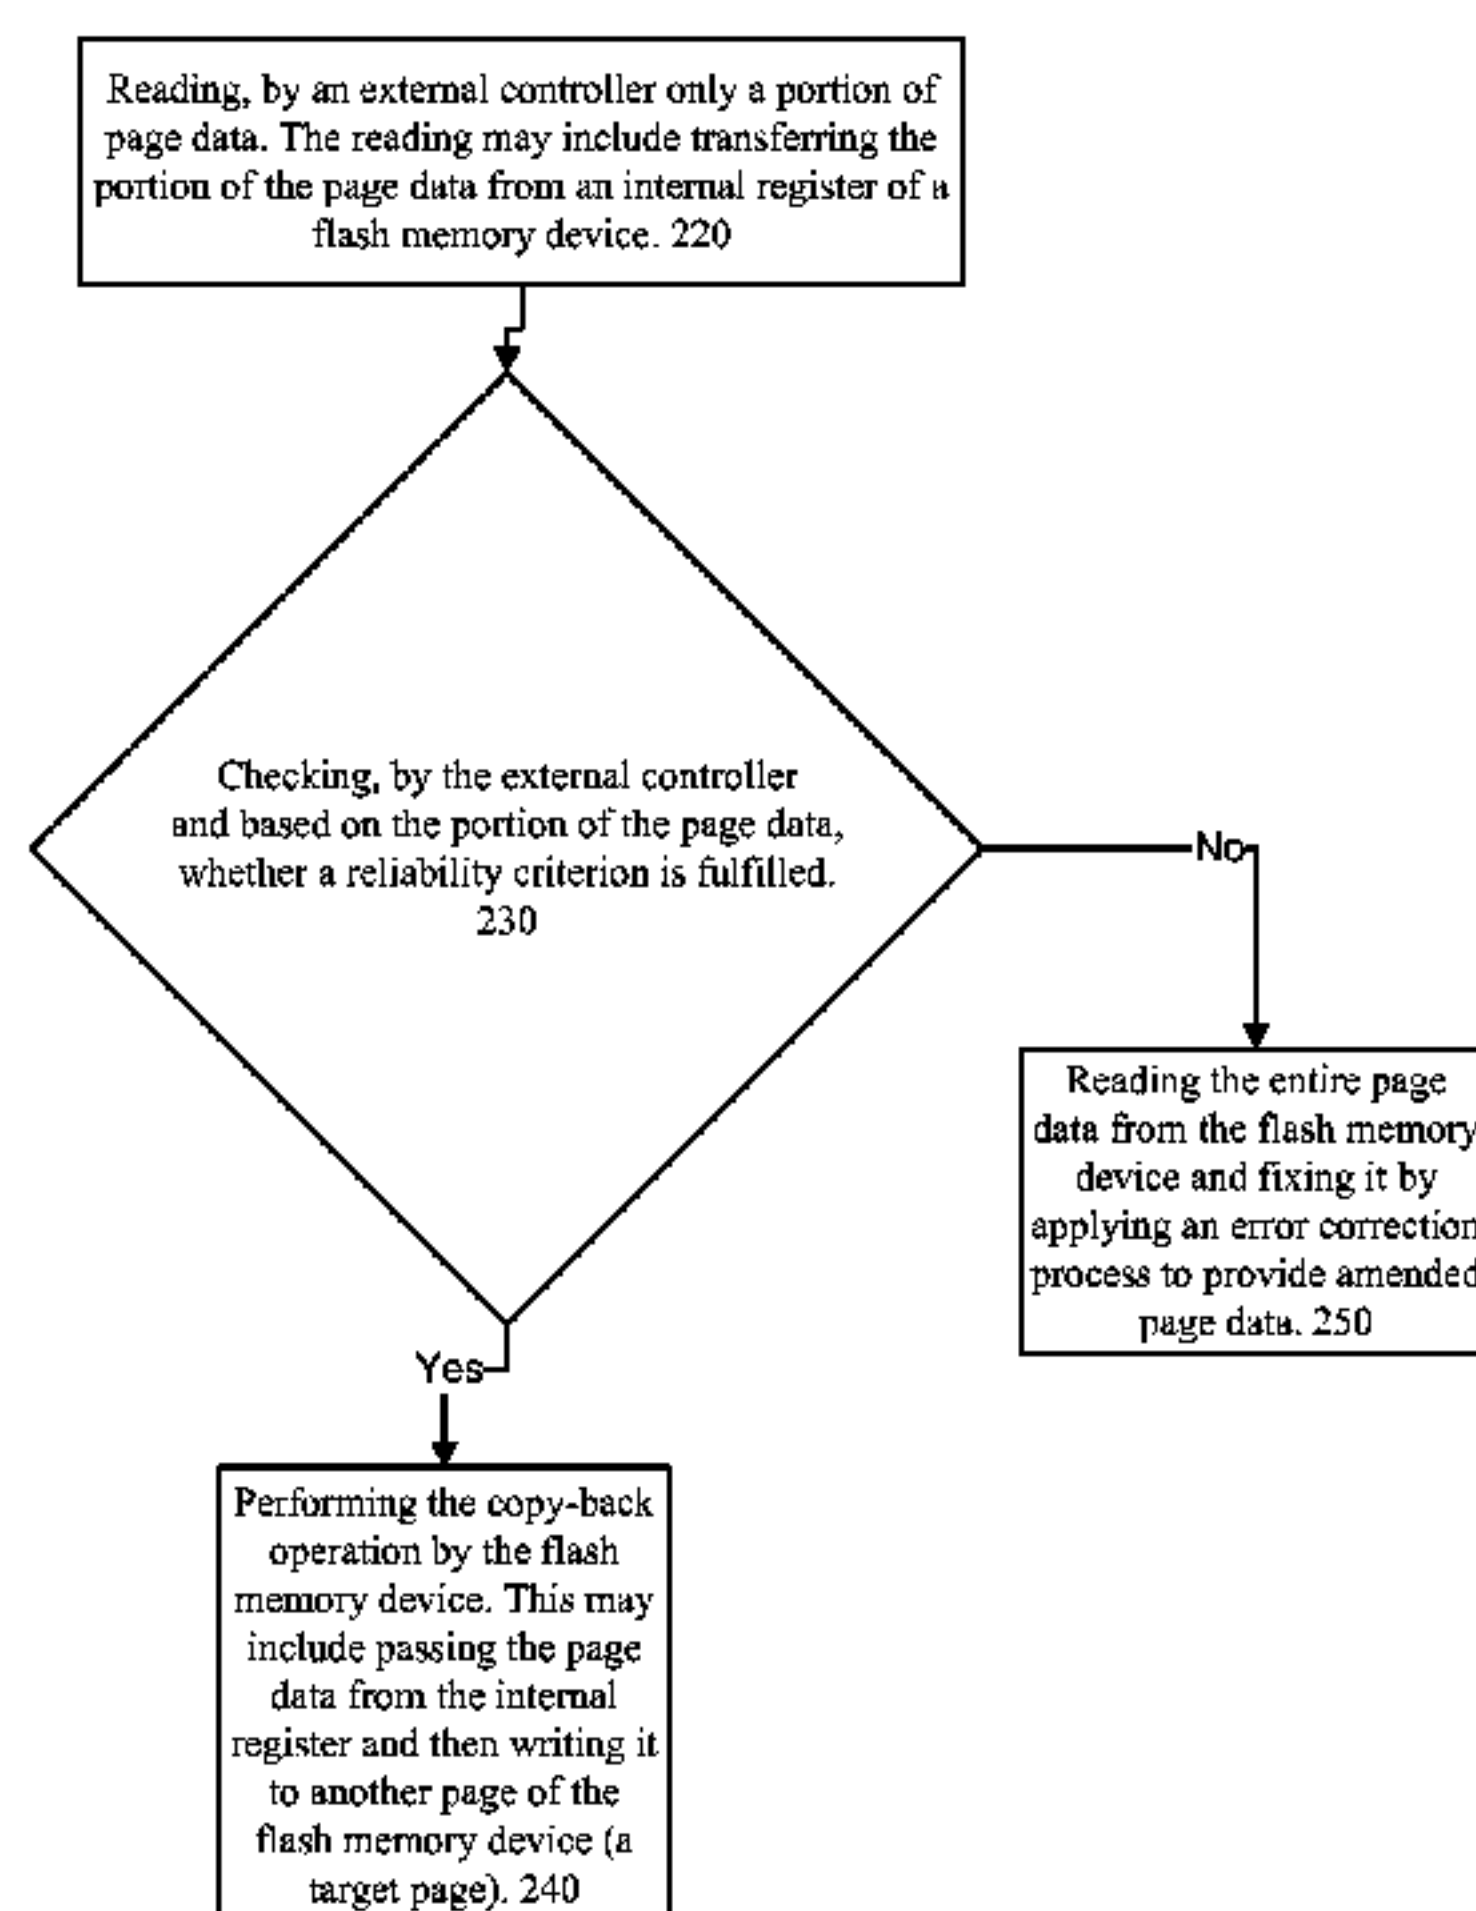 Reading, by an external controller only a portion of
page data. The reading may include transferring the
portion of the page data from an internal register of a
flash memory device. 220
Checking, by the external controller
and based on the portion of the page data,
whether a reliability criterion is fulfilled.
230
No
Reading the entire page
data from the flash memory
device and fixing it by
applying an error correction
process to provide amended
page data. 250
Yes
Performing the copy-back
operation by the flash
memory device. This may
include passing the page
data from the internal
register and then writing it
to another page of the
flash memory device (a
target page). 240